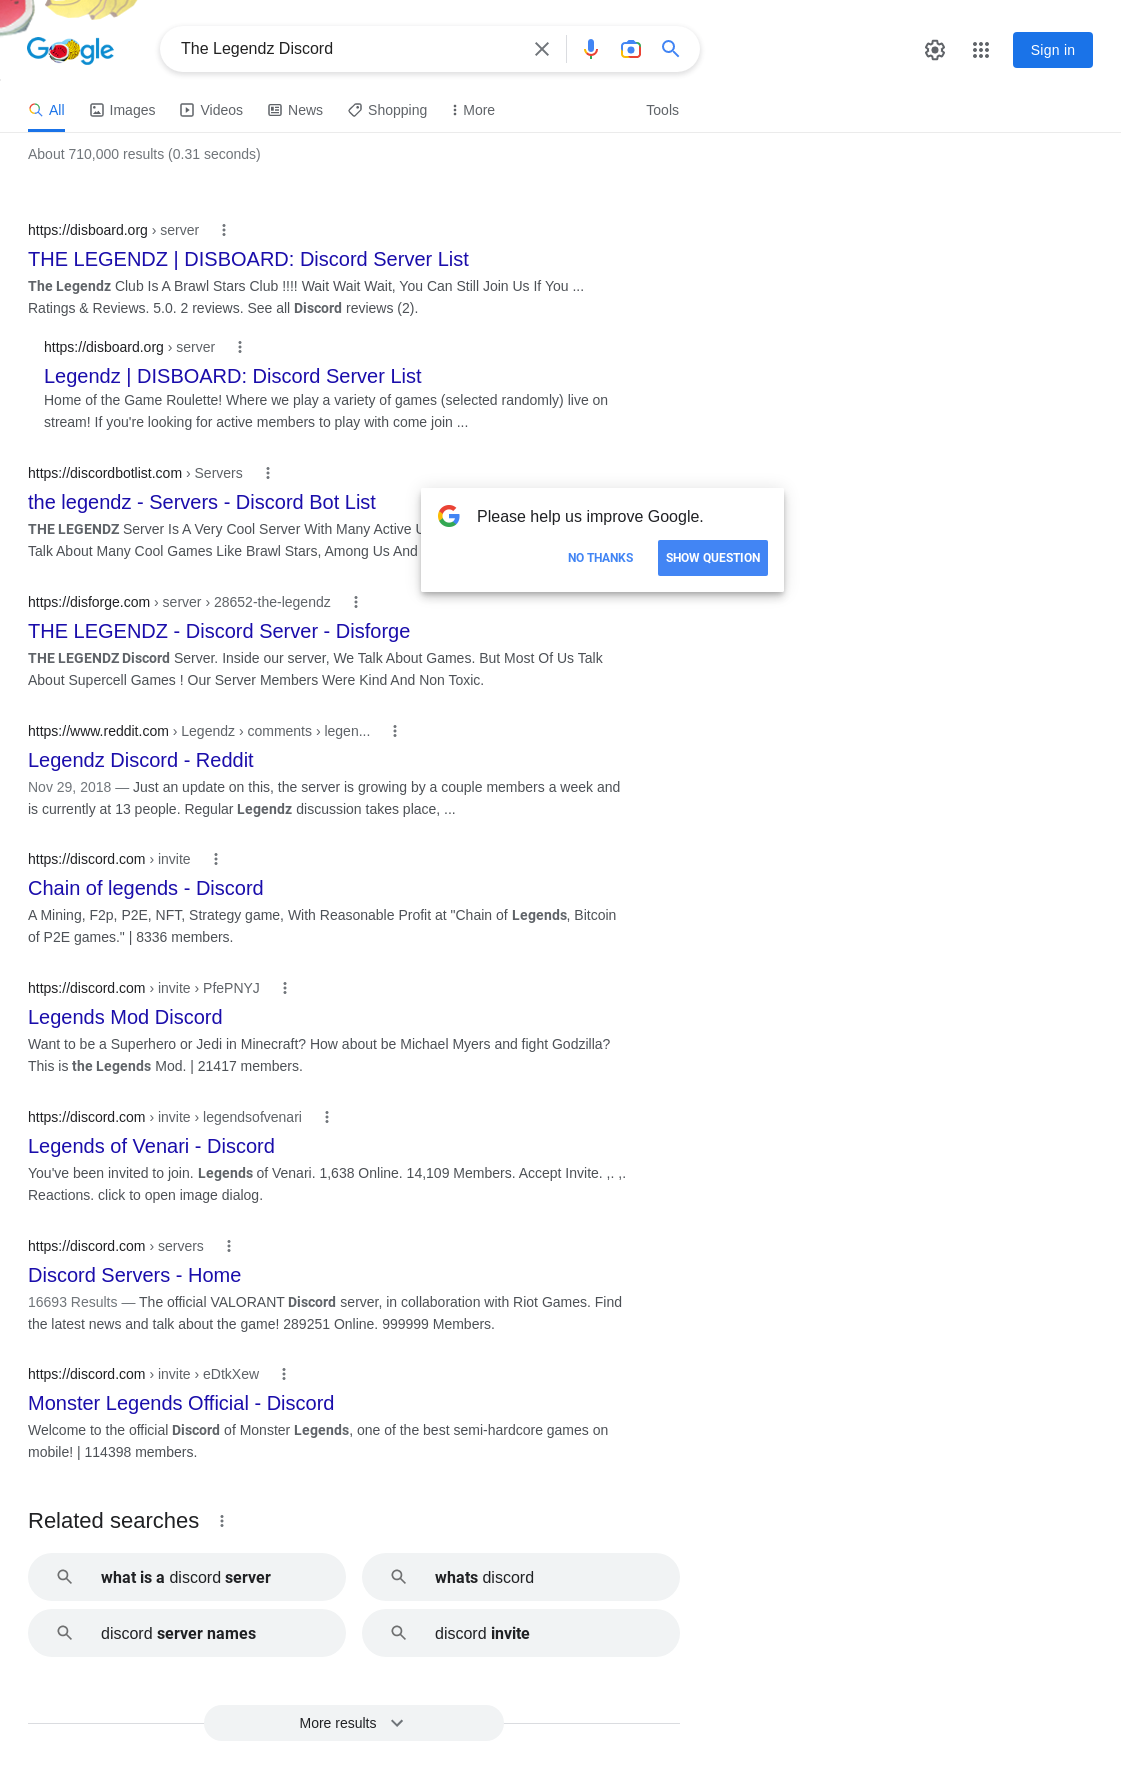 Google
The Legendz Discord
Sign in
All
Images
Videos
News
Shopping
More
Tools
About 710,000 results (0.31 seconds)
https://disboard.org › server
THE LEGENDZ | DISBOARD: Discord Server List
The Legendz Club Is A Brawl Stars Club !!!! Wait Wait Wait, You Can Still Join Us If You ...
Ratings & Reviews. 5.0. 2 reviews. See all Discord reviews (2).
https://disboard.org › server
Legendz | DISBOARD: Discord Server List
Home of the Game Roulette! Where we play a variety of games (selected randomly) live on
stream! If you're looking for active members to play with come join ...
https://discordbotlist.com › Servers
the legendz - Servers - Discord Bot List
THE LEGENDZ Server Is A Very Cool Server With Many Active
Talk About Many Cool Games Like Brawl Stars, Among Us And
Please help us improve Google.
NO THANKS
SHOW QUESTION
https://disforge.com › server › 28652-the-legendz
THE LEGENDZ - Discord Server - Disforge
THE LEGENDZ Discord Server. Inside our server, We Talk About Games. But Most Of Us Talk
About Supercell Games ! Our Server Members Were Kind And Non Toxic.
https://www.reddit.com › Legendz › comments › legen...
Legendz Discord - Reddit
Nov 29, 2018 — Just an update on this, the server is growing by a couple members a week and
is currently at 13 people. Regular Legendz discussion takes place, ...
https://discord.com › invite
Chain of legends - Discord
A Mining, F2p, P2E, NFT, Strategy game, With Reasonable Profit at "Chain of Legends, Bitcoin
of P2E games." | 8336 members.
https://discord.com › invite › PfePNYJ
Legends Mod Discord
Want to be a Superhero or Jedi in Minecraft? How about be Michael Myers and fight Godzilla?
This is the Legends Mod. | 21417 members.
https://discord.com › invite › legendsofvenari
Legends of Venari - Discord
You've been invited to join. Legends of Venari. 1,638 Online. 14,109 Members. Accept Invite. ,. ,.
Reactions. click to open image dialog.
https://discord.com › servers
Discord Servers - Home
16693 Results — The official VALORANT Discord server, in collaboration with Riot Games. Find
the latest news and talk about the game! 289251 Online. 999999 Members.
https://discord.com › invite › eDtkXew
Monster Legends Official - Discord
Welcome to the official Discord of Monster Legends, one of the best semi-hardcore games on
mobile! | 114398 members.
Related searches
what is a discord server
whats discord
discord server names
discord invite
More results